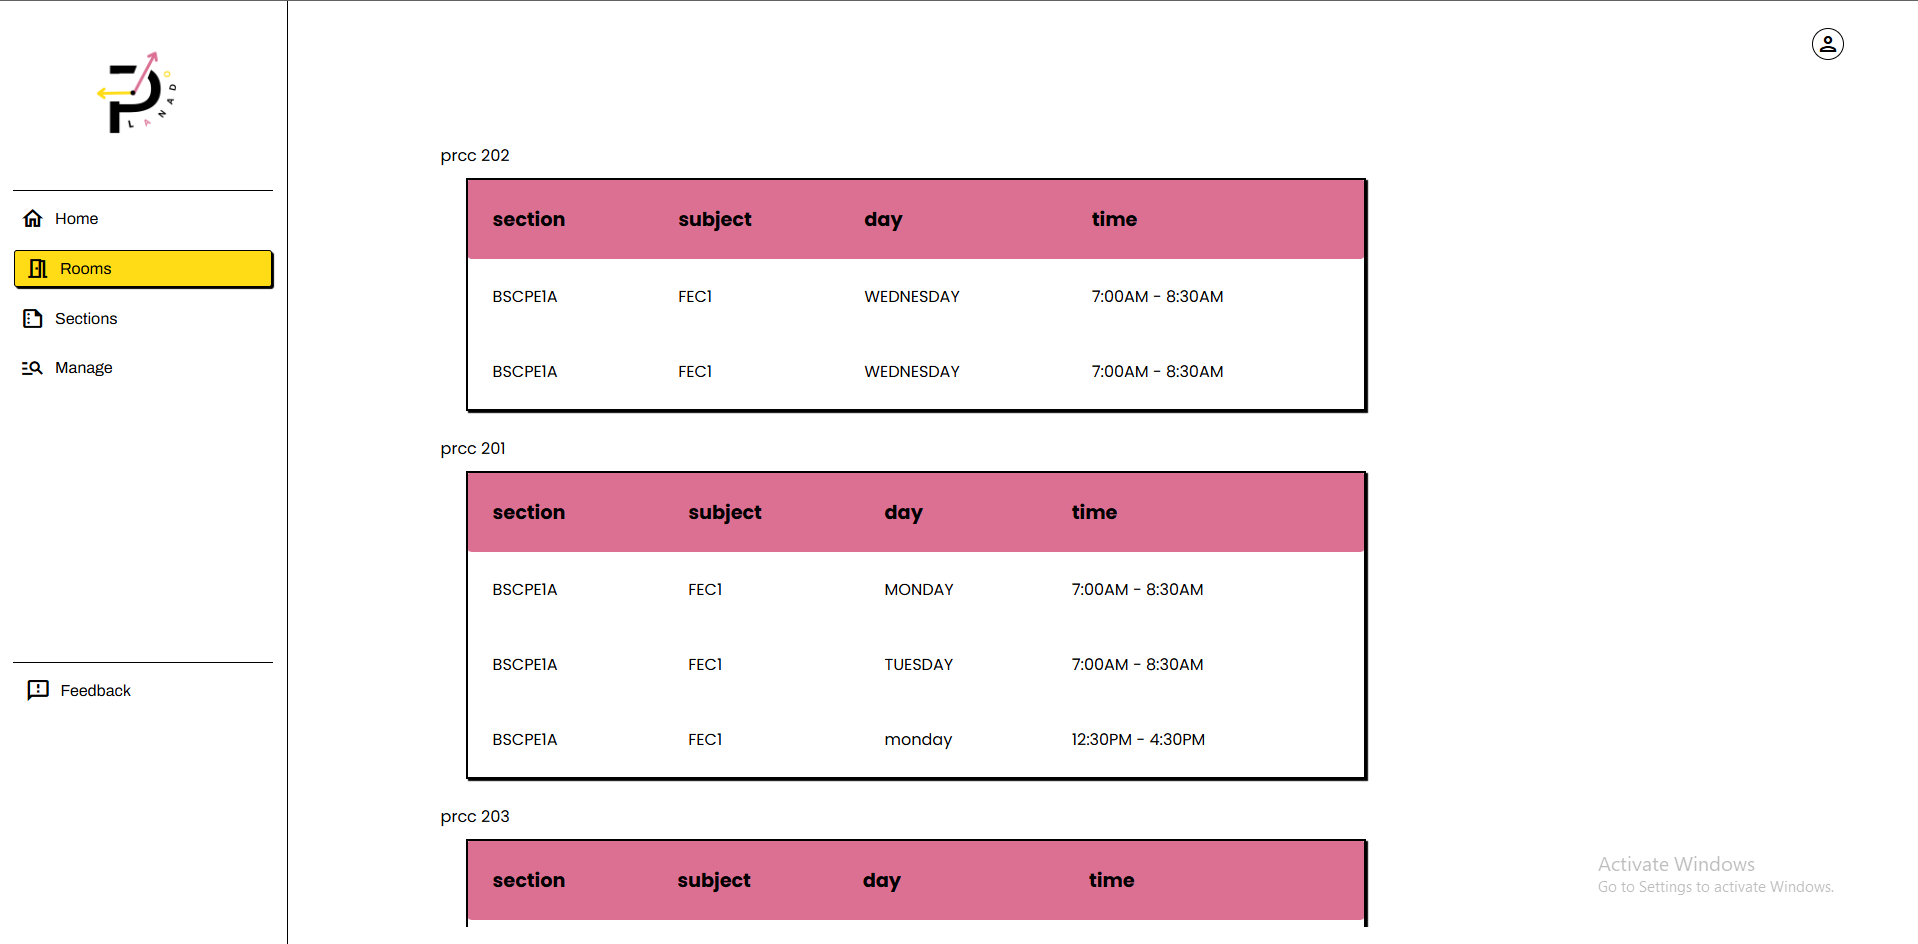 PLANADO
Home
Rooms
Sections
Manage
Feedback
prcc 202
section subject day time
BSCPE1A FEC1 WEDNESDAY 7:00AM - 8:30AM
BSCPE1A FEC1 WEDNESDAY 7:00AM - 8:30AM
prcc 201
section subject day time
BSCPE1A FEC1 MONDAY 7:00AM - 8:30AM
BSCPE1A FEC1 TUESDAY 7:00AM - 8:30AM
BSCPE1A FEC1 monday 12:30PM - 4:30PM
prcc 203
section subject day time
Activate Windows
Go to Settings to activate Windows.